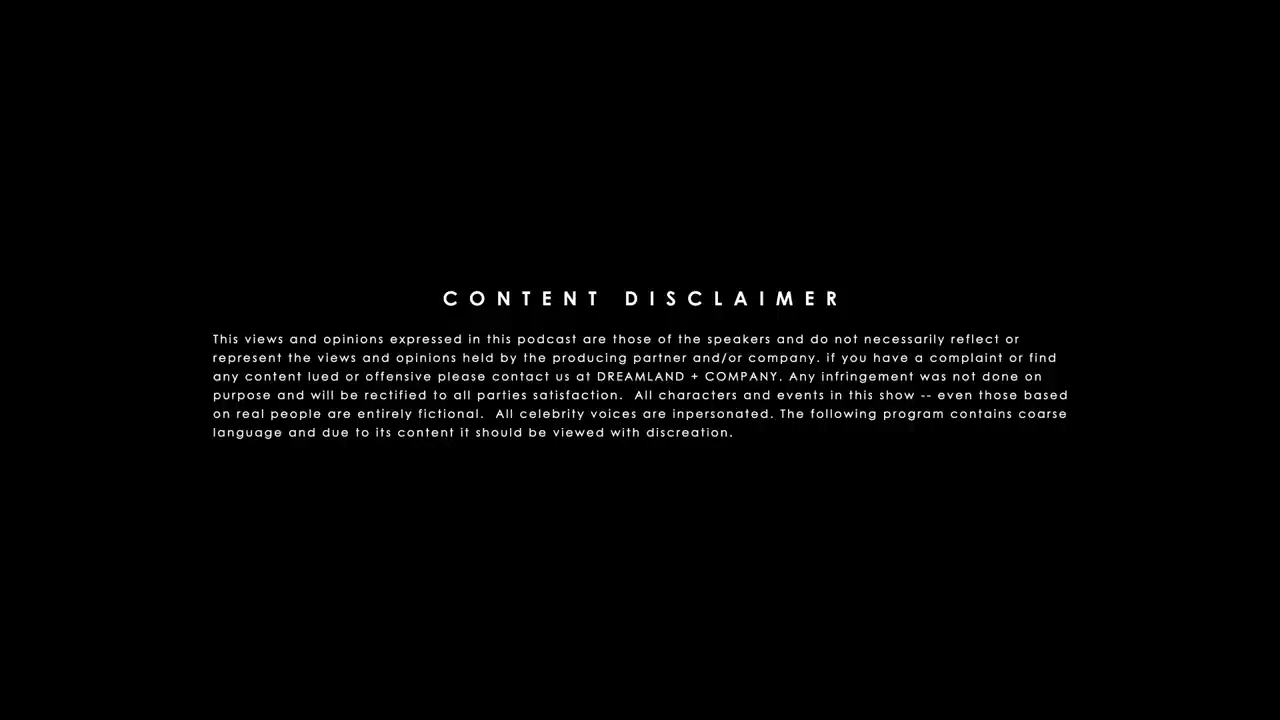 CONTENT DISCLAIMER
This views and opinions expressed in this podcast are those of the speakers and do not necessarily reflect or
represent the views and opinions held by the producing partner and/or company. if you have a complaint or find
any content lued or offensive please contact us at DREAMLAND + COMPANY. Any infringement was not done on
purpose and will be rectified to all parties satisfaction.  All characters and events in this show -- even those based
on real people are entirely fictional.  All celebrity voices are inpersonated. The following program contains coarse
language and due to its content it should be viewed with discreation.